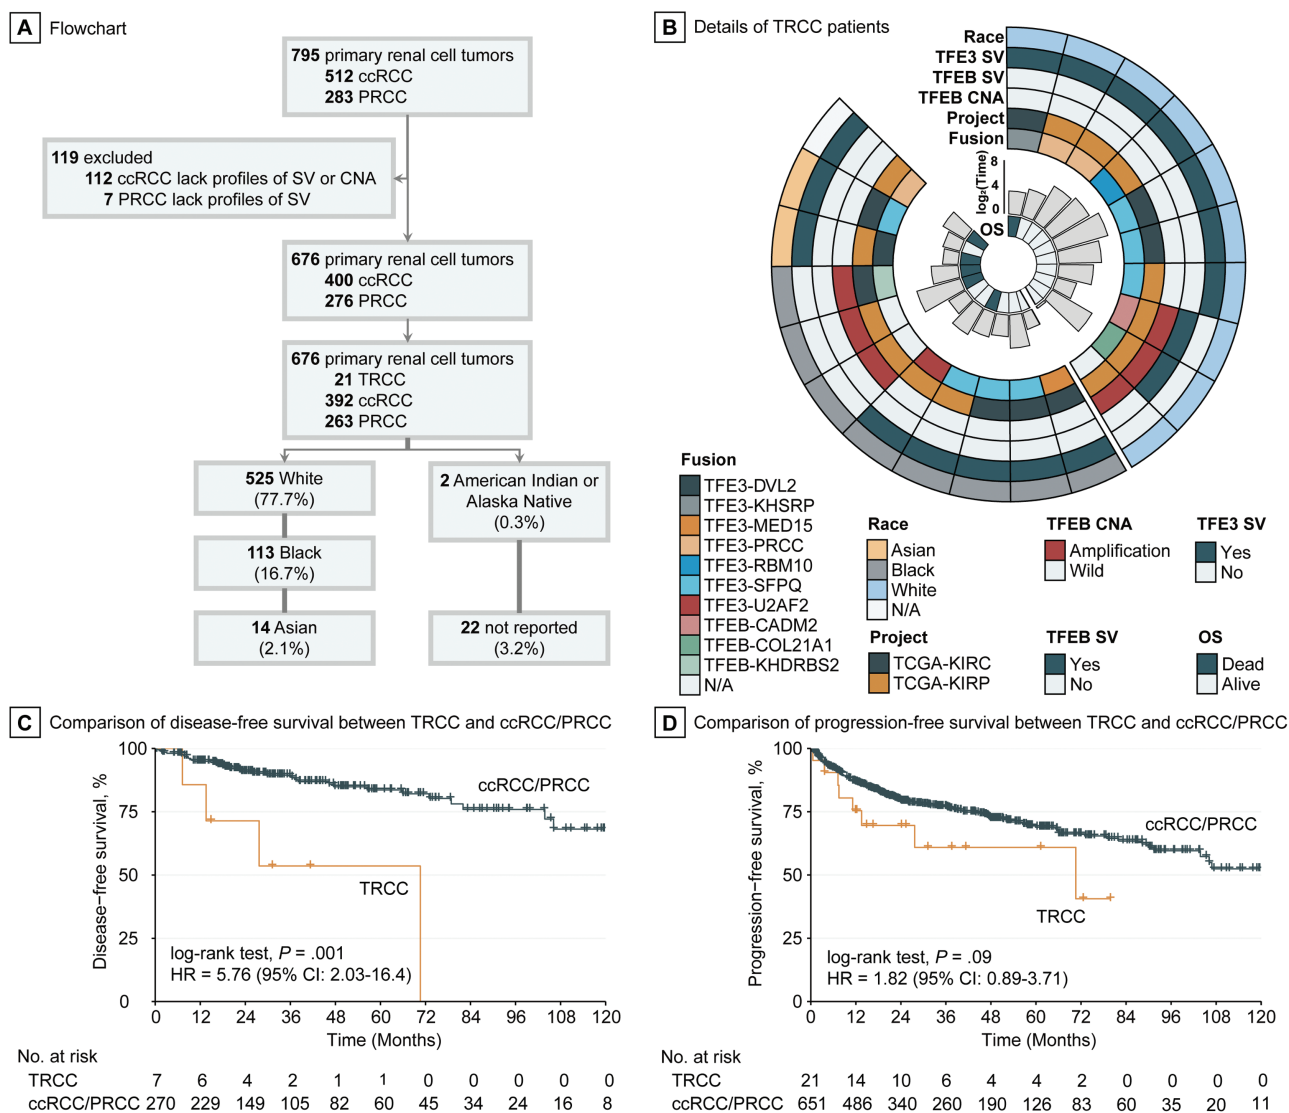 A Flowchart
795 primary renal cell tumors
512 ccRCC
283 PRCC
119 excluded
112 ccRCC lack profiles of SV or CNA
7 PRCC lack profiles of SV
676 primary renal cell tumors
400 ccRCC
276 PRCC
676 primary renal cell tumors
21 TRCC
392 ccRCC
263 PRCC
525 White
(77.7%)
113 Black
(16.7%)
14 Asian
(2.1%)
2 American Indian or
Alaska Native
(0.3%)
22 not reported
(3.2%)
B Details of TRCC patients
Race
TFE3 SV
TFEB SV
TFEB CNA
Project
Fusion
8
4
0
log₂(Time)
OS
Fusion
TFE3-DVL2
TFE3-KHSRP
TFE3-MED15
TFE3-PRCC
TFE3-RBM10
TFE3-SFPQ
TFE3-U2AF2
TFEB-CADM2
TFEB-COL21A1
TFEB-KHDRBS2
N/A
Race
Asian
Black
White
N/A
Project
TCGA-KIRC
TCGA-KIRP
TFEB CNA
Amplification
Wild
TFEB SV
Yes
No
TFE3 SV
Yes
No
OS
Dead
Alive
C Comparison of disease-free survival between TRCC and ccRCC/PRCC
Disease−free survival, %
100
75
50
25
0
ccRCC/PRCC
TRCC
log-rank test, P = .001
HR = 5.76 (95% CI: 2.03-16.4)
0 12 24 36 48 60 72 84 96 108 120
Time (Months)
No. at risk
TRCC 7 6 4 2 1 1 0 0 0 0 0
ccRCC/PRCC 270 229 149 105 82 60 45 34 24 16 8
D Comparison of progression-free survival between TRCC and ccRCC/PRCC
Progression−free survival, %
100
75
50
25
0
ccRCC/PRCC
TRCC
log-rank test, P = .09
HR = 1.82 (95% CI: 0.89-3.71)
0 12 24 36 48 60 72 84 96 108 120
Time (Months)
No. at risk
TRCC 21 14 10 6 4 4 2 0 0 0 0
ccRCC/PRCC 651 486 340 260 190 126 83 60 35 20 11